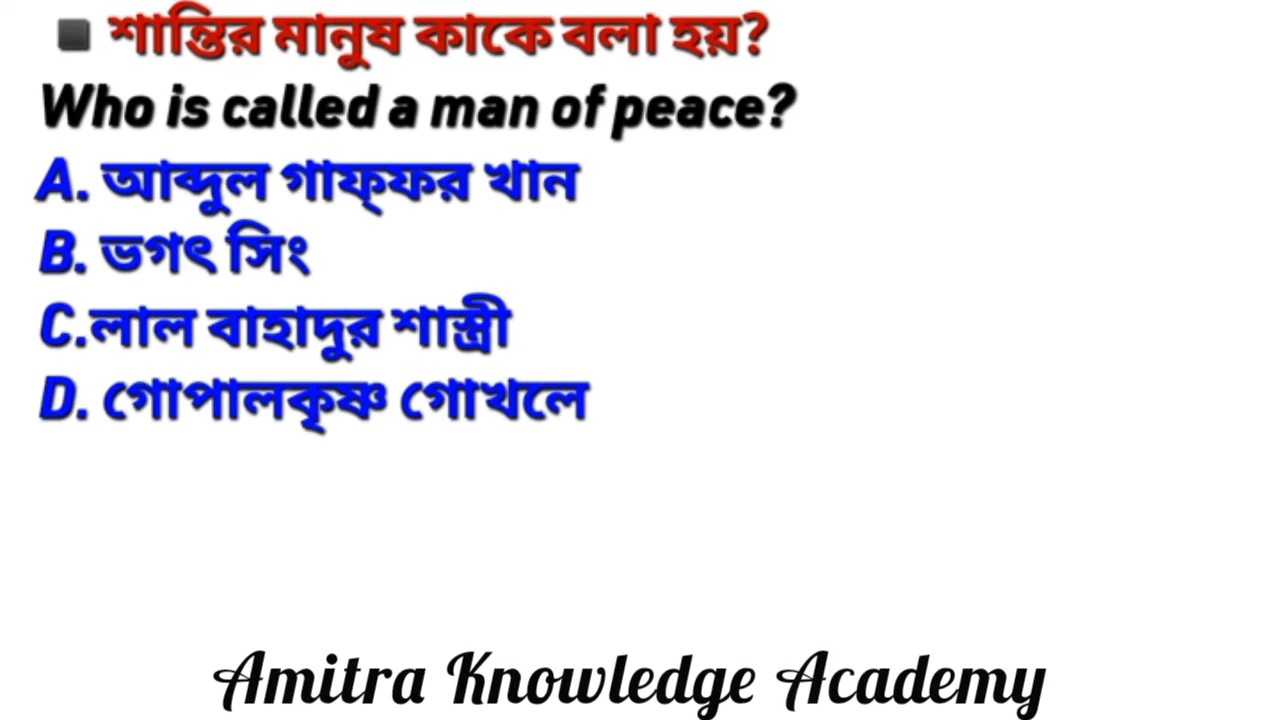 ▪ শান্তির মানুষ কাকে বলা হয়?
Who is called a man of peace?
A. আব্দুল গাফ্ফর খান
B. ভগৎ সিং
C.লাল বাহাদুর শাস্ত্রী
D. গোপালকৃষ্ণ গোখলে
Amitra Knowledge Academy